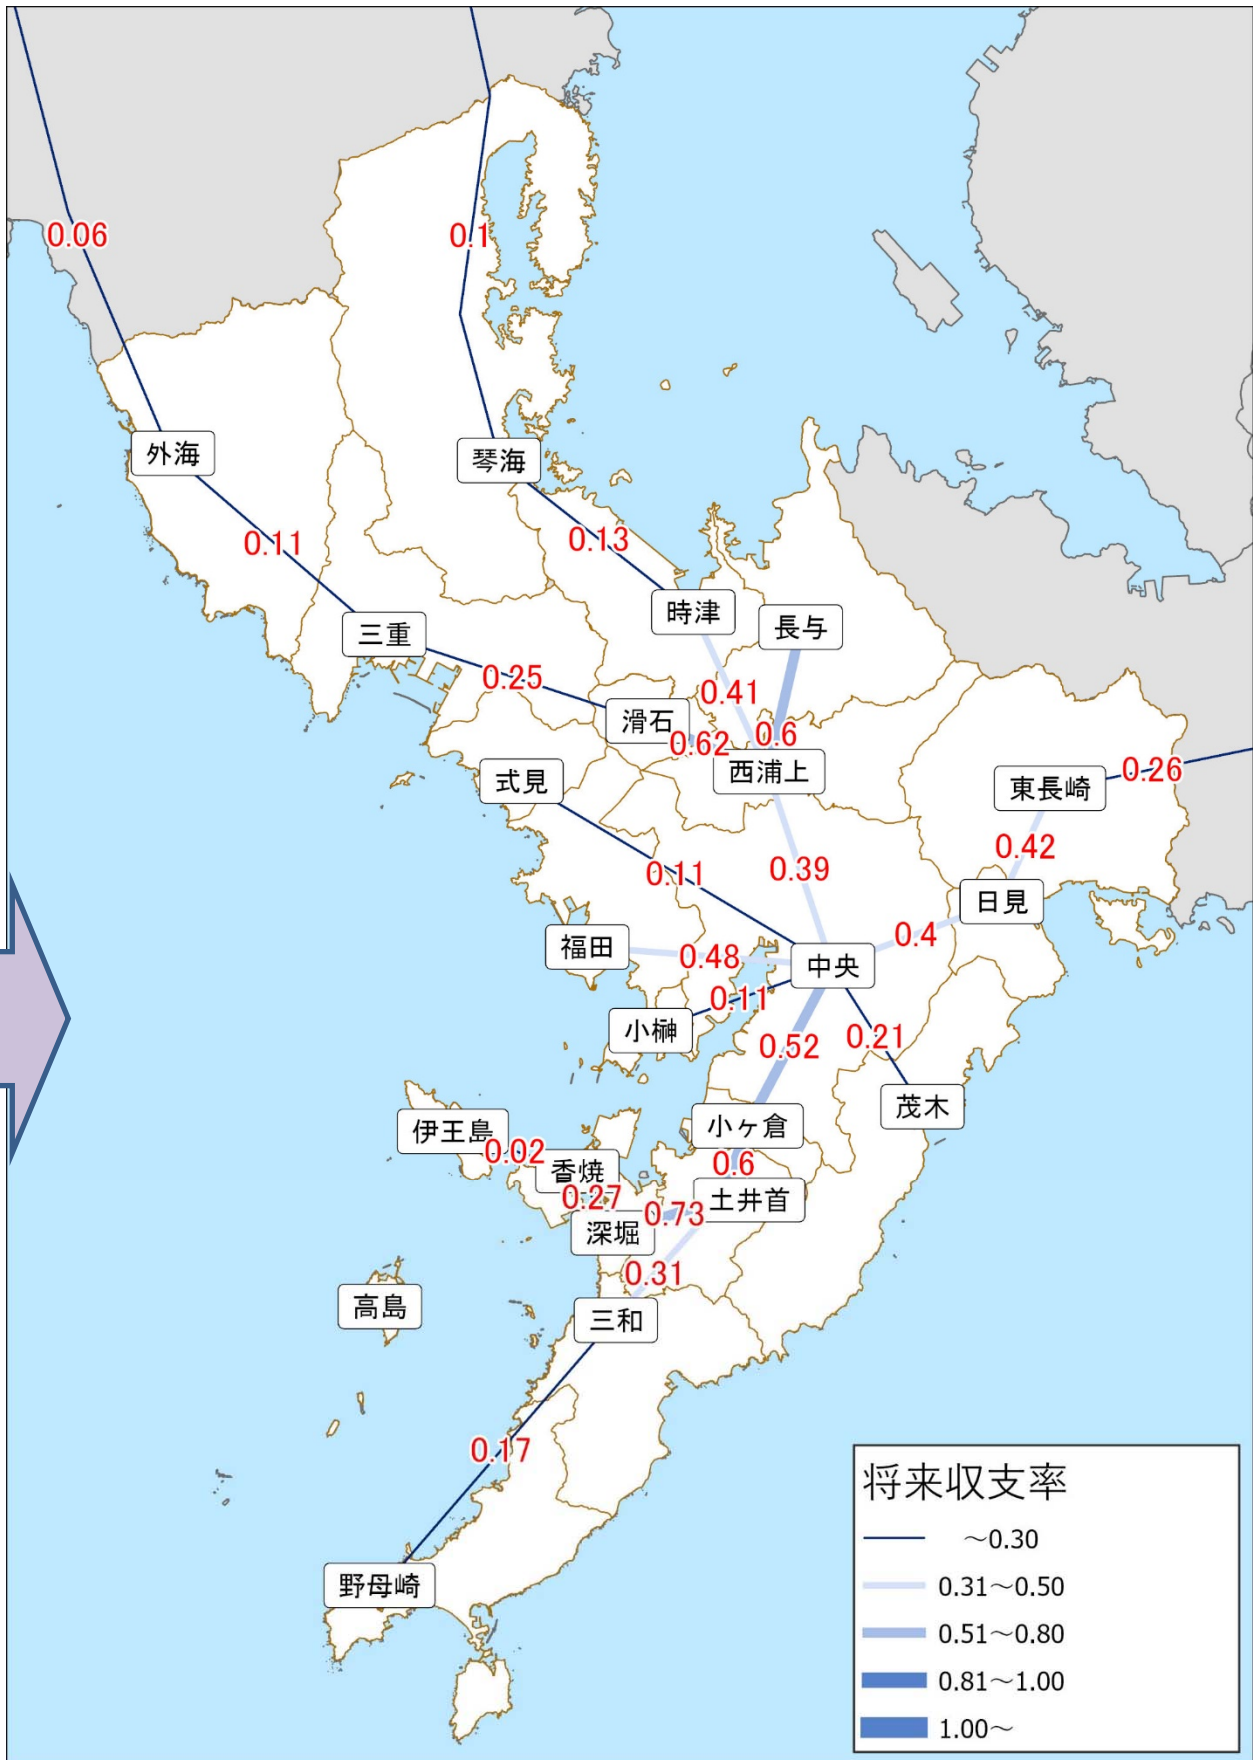 0.06
0.1
外海
琴海
0.11
0.13
時津
長与
三重
0.25
0.41
滑石
0.62
0.6
西浦上
式見
東長崎
0.26
0.42
0.11
0.39
日見
福田
0.48
0.4
中央
小榊
0.11
0.52
0.21
茂木
伊王島
小ヶ倉
0.02
香焼
0.6
0.27
土井首
0.73
深堀
0.31
高島
三和
0.17
野母崎
将来収支率
～0.30
0.31～0.50
0.51～0.80
0.81～1.00
1.00～